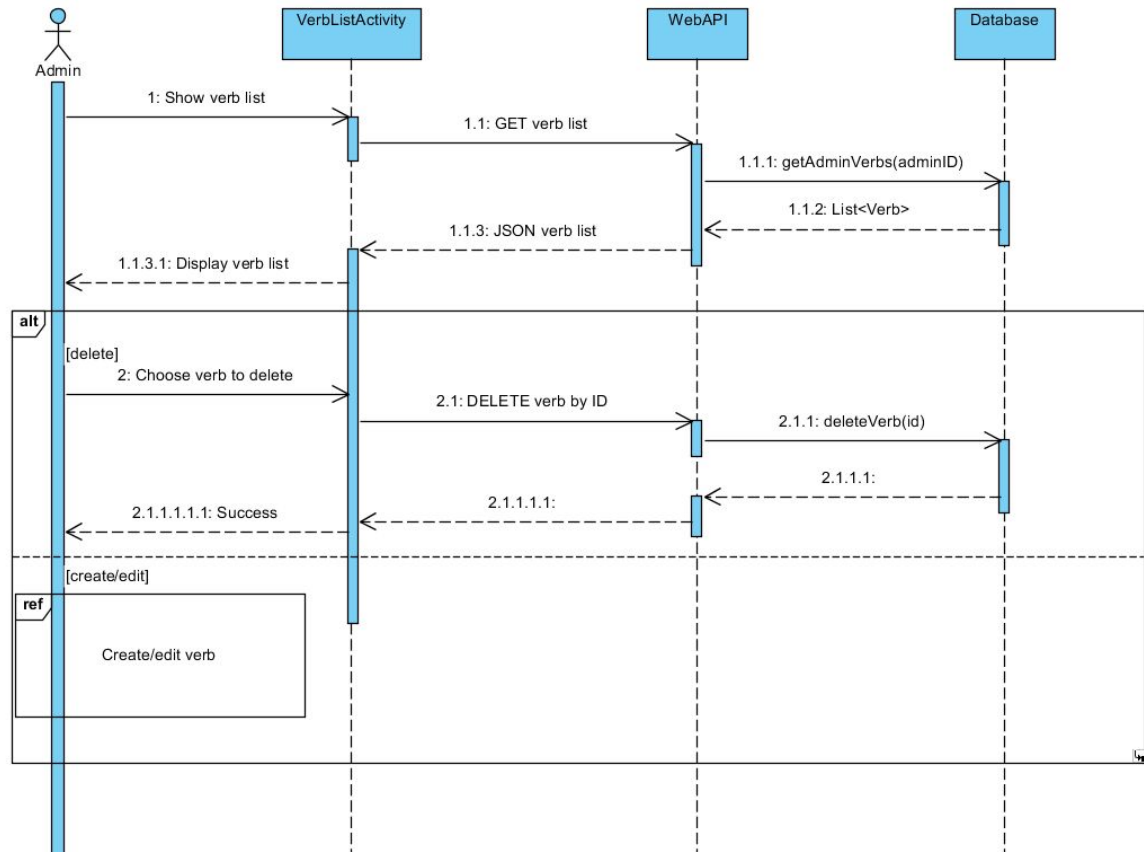 VerbListActivity
WebAPI
Database
Admin
1: Show verb list
1.1: GET verb list
1.1.1: getAdminVerbs(adminID)
1.1.2: List<Verb>
1.1.3: JSON verb list
1.1.3.1: Display verb list
alt
[delete]
2: Choose verb to delete
2.1: DELETE verb by ID
2.1.1: deleteVerb(id)
2.1.1.1:
2.1.1.1.1:
2.1.1.1.1.1: Success
[create/edit]
ref
Create/edit verb